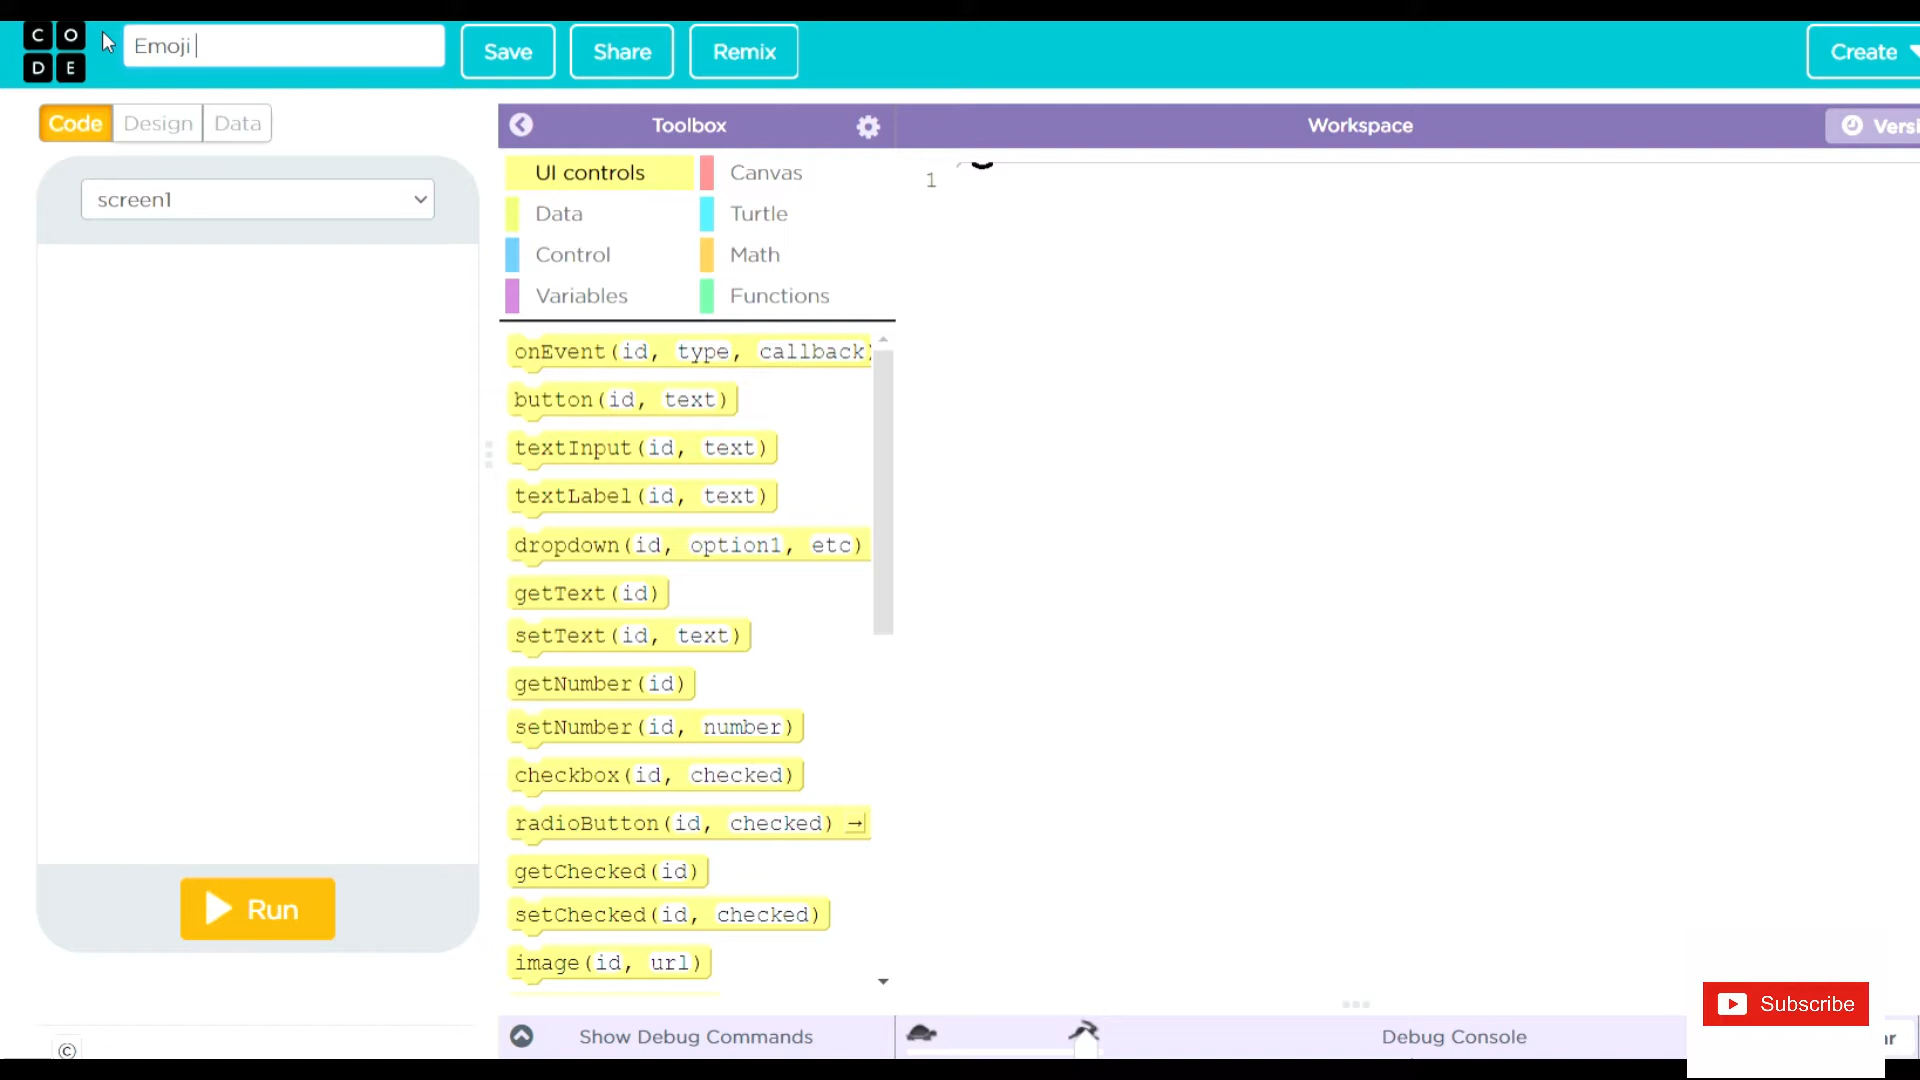 C O
D E
Emoji
Save
Share
Remix
Create
Code
Design
Data
Toolbox
Workspace
Versi
screen1
UI controls
Canvas
Data
Turtle
Control
Math
Variables
Functions
1
onEvent(id, type, callback)
button(id, text)
textInput(id, text)
textLabel(id, text)
dropdown(id, option1, etc)
getText(id)
setText(id, text)
getNumber(id)
setNumber(id, number)
checkbox(id, checked)
radioButton(id, checked) →
getChecked(id)
setChecked(id, checked)
image(id, url)
Run
Subscribe
Show Debug Commands
Debug Console
ar
©